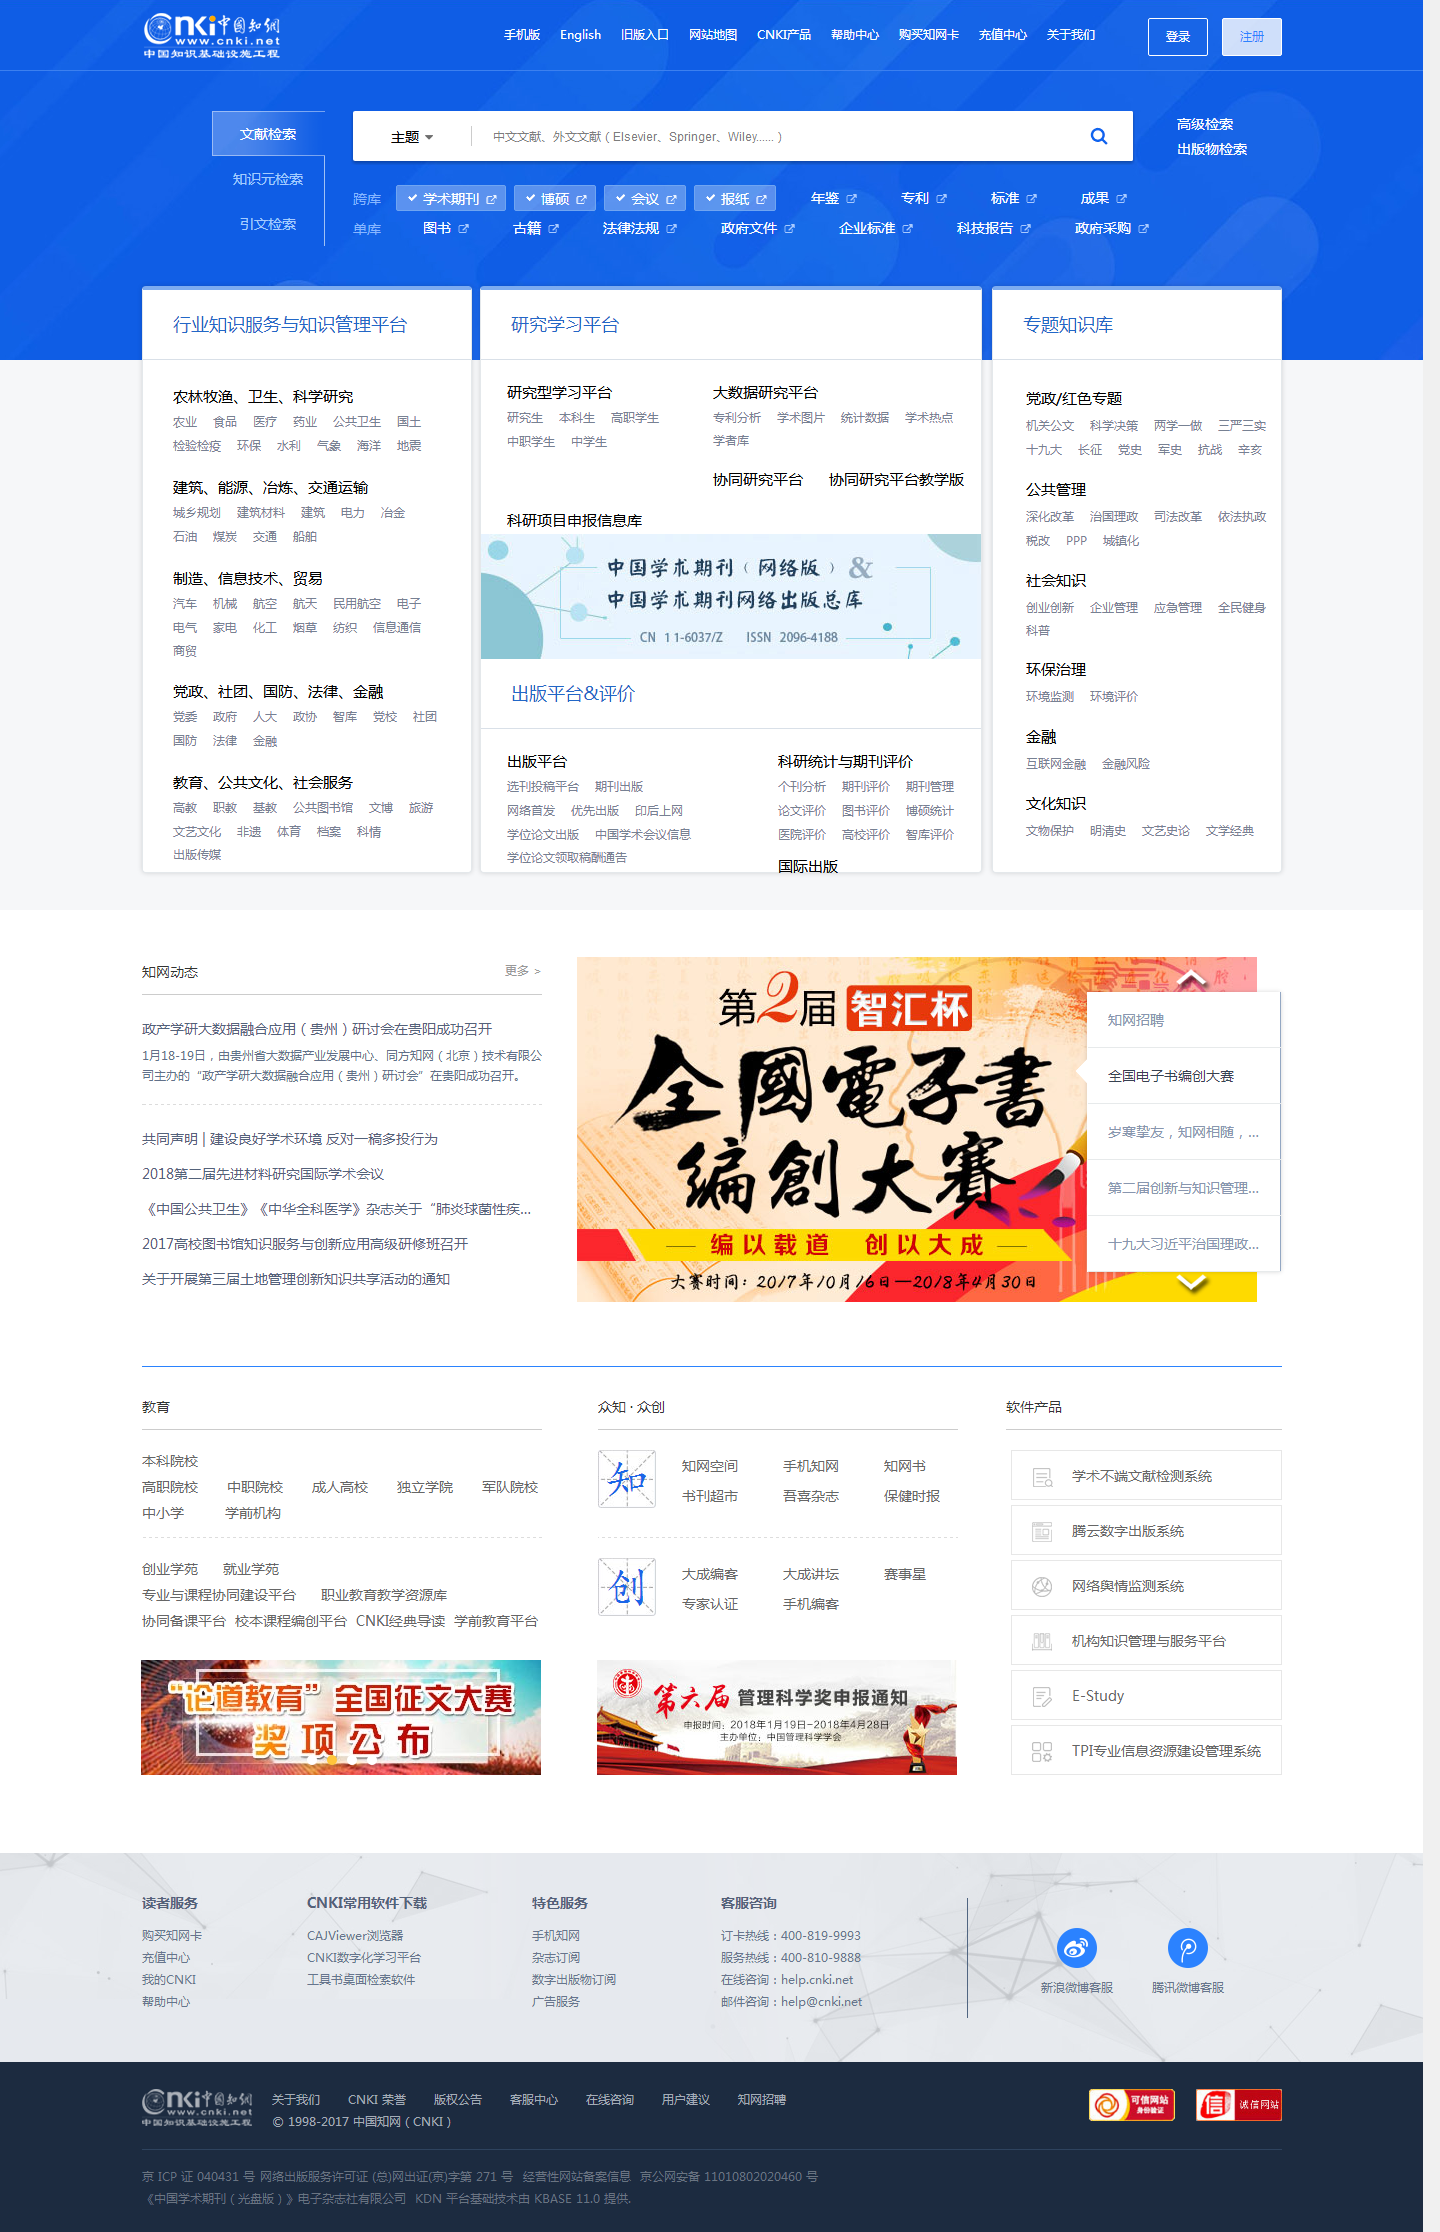 CNKI中国知网
www.cnki.net
中国知识基础设施工程
手机版 English 旧版入口 网站地图 CNKI产品 帮助中心 购买知网卡 充值中心 关于我们 登录 注册
文献检索
知识元检索
引文检索
主题 中文文献、外文文献（Elsevier、Springer、Wiley......）
高级检索
出版物检索
跨库 学术期刊 博硕 会议 报纸 年鉴 专利 标准 成果
单库 图书 古籍 法律法规 政府文件 企业标准 科技报告 政府采购
行业知识服务与知识管理平台
农林牧渔、卫生、科学研究
农业 食品 医疗 药业 公共卫生 国土
检验检疫 环保 水利 气象 海洋 地震
建筑、能源、冶炼、交通运输
城乡规划 建筑材料 建筑 电力 冶金
石油 煤炭 交通 船舶
制造、信息技术、贸易
汽车 机械 航空 航天 民用航空 电子
电气 家电 化工 烟草 纺织 信息通信
商贸
党政、社团、国防、法律、金融
党委 政府 人大 政协 智库 党校 社团
国防 法律 金融
教育、公共文化、社会服务
高教 职教 基教 公共图书馆 文博 旅游
文艺文化 非遗 体育 档案 科情
出版传媒
研究学习平台
研究型学习平台
研究生 本科生 高职学生
中职学生 中学生
大数据研究平台
专利分析 学术图片 统计数据 学术热点
学者库
协同研究平台 协同研究平台教学版
科研项目申报信息库
中国学术期刊（网络版）&
中国学术期刊网络出版总库
CN 11-6037/Z ISSN 2096-4188
出版平台&评价
出版平台
选刊投稿平台 期刊出版
网络首发 优先出版 印后上网
学位论文出版 中国学术会议信息
学位论文领取稿酬通告
科研统计与期刊评价
个刊分析 期刊评价 期刊管理
论文评价 图书评价 博硕统计
医院评价 高校评价 智库评价
国际出版
专题知识库
党政/红色专题
机关公文 科学决策 两学一做 三严三实
十九大 长征 党史 军史 抗战 辛亥
公共管理
深化改革 治国理政 司法改革 依法执政
税改 PPP 城镇化
社会知识
创业创新 企业管理 应急管理 全民健身
科普
环保治理
环境监测 环境评价
金融
互联网金融 金融风险
文化知识
文物保护 明清史 文艺史论 文学经典
知网动态 更多 >
政产学研大数据融合应用（贵州）研讨会在贵阳成功召开
1月18-19日，由贵州省大数据产业发展中心、同方知网（北京）技术有限公
司主办的“政产学研大数据融合应用（贵州）研讨会”在贵阳成功召开。
共同声明 | 建设良好学术环境 反对一稿多投行为
2018第二届先进材料研究国际学术会议
《中国公共卫生》《中华全科医学》杂志关于“肺炎球菌性疾...
2017高校图书馆知识服务与创新应用高级研修班召开
关于开展第三届土地管理创新知识共享活动的通知
第2届 智汇杯
全國電子書
編創大賽
编以载道 创以大成
大赛时间：2017年10月16日—2018年4月30日
知网招聘
全国电子书编创大赛
岁寒挚友，知网相随，...
第二届创新与知识管理...
十九大习近平治国理政...
教育
本科院校
高职院校 中职院校 成人高校 独立学院 军队院校
中小学 学前机构
创业学苑 就业学苑
专业与课程协同建设平台 职业教育教学资源库
协同备课平台 校本课程编创平台 CNKI经典导读 学前教育平台
“论道教育”全国征文大赛
奖项公布
众知 · 众创
知
知网空间 手机知网 知网书
书刊超市 吾喜杂志 保健时报
创
大成编客 大成讲坛 赛事星
专家认证 手机编客
第六届 管理科学奖申报通知
申报时间：2018年1月19日-2018年4月28日
主办单位：中国管理科学学会
软件产品
学术不端文献检测系统
腾云数字出版系统
网络舆情监测系统
机构知识管理与服务平台
E-Study
TPI专业信息资源建设管理系统
读者服务
购买知网卡
充值中心
我的CNKI
帮助中心
CNKI常用软件下载
CAJViewer浏览器
CNKI数字化学习平台
工具书桌面检索软件
特色服务
手机知网
杂志订阅
数字出版物订阅
广告服务
客服咨询
订卡热线：400-819-9993
服务热线：400-810-9888
在线咨询：help.cnki.net
邮件咨询：help@cnki.net
新浪微博客服 腾讯微博客服
CNKI中国知网
www.cnki.net
中国知识基础设施工程
关于我们 CNKI 荣誉 版权公告 客服中心 在线咨询 用户建议 知网招聘
© 1998-2017 中国知网（CNKI）
可信网站
身份验证
信 诚信网站
京 ICP 证 040431 号 网络出版服务许可证 (总)网出证(京)字第 271 号 经营性网站备案信息 京公网安备 11010802020460 号
《中国学术期刊（光盘版）》电子杂志社有限公司 KDN 平台基础技术由 KBASE 11.0 提供.